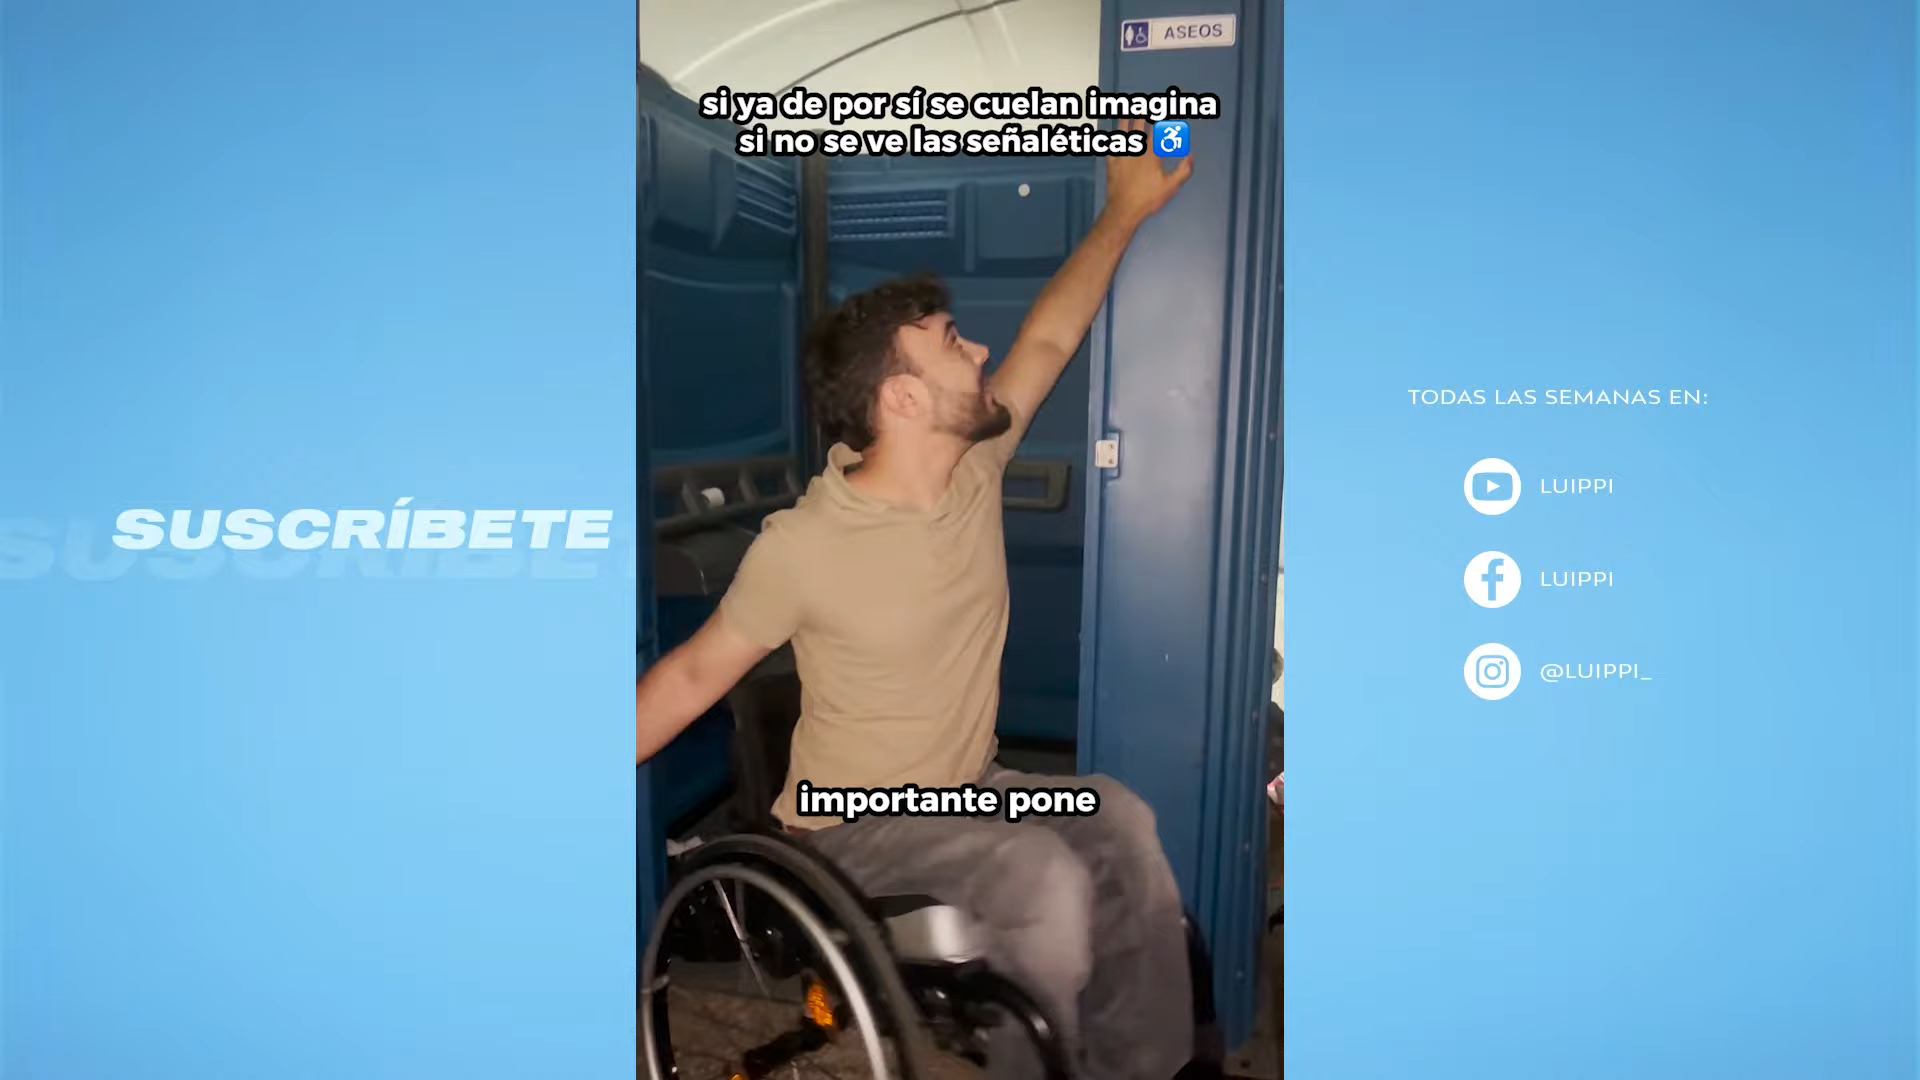 ASEOS
si ya de por sí se cuelan imagina
si no se ve las señaléticas
importante pone
SUSCRÍBETE
SUSCRÍBET
TODAS LAS SEMANAS EN:
LUIPPI
LUIPPI
@LUIPPI_